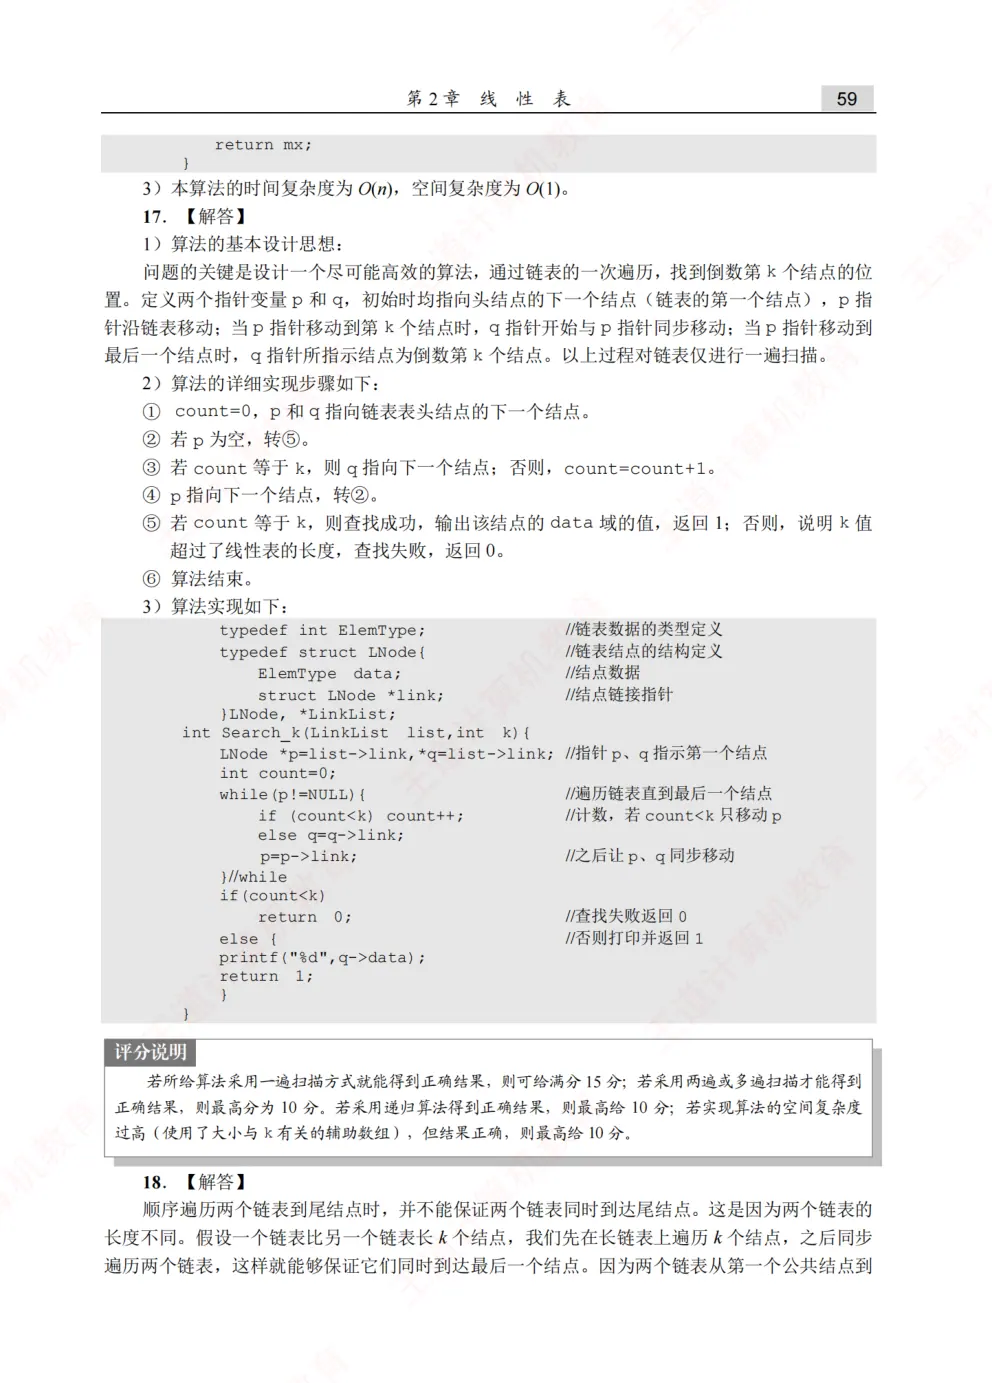 第2章 线 性 表
59
return mx;
}
3）本算法的时间复杂度为 O(n)，空间复杂度为 O(1)。
17. 【解答】
1）算法的基本设计思想：
问题的关键是设计一个尽可能高效的算法，通过链表的一次遍历，找到倒数第 k 个结点的位
置。定义两个指针变量 p 和 q，初始时均指向头结点的下一个结点（链表的第一个结点），p 指
针沿链表移动；当 p 指针移动到第 k 个结点时，q 指针开始与 p 指针同步移动；当 p 指针移动到
最后一个结点时，q 指针所指示结点为倒数第 k 个结点。以上过程对链表仅进行一遍扫描。
2）算法的详细实现步骤如下：
① count=0，p 和 q 指向链表表头结点的下一个结点。
② 若 p 为空，转⑤。
③ 若 count 等于 k，则 q 指向下一个结点；否则，count=count+1。
④ p 指向下一个结点，转②。
⑤ 若 count 等于 k，则查找成功，输出该结点的 data 域的值，返回 1；否则，说明 k 值
超过了线性表的长度，查找失败，返回 0。
⑥ 算法结束。
3）算法实现如下：
typedef int ElemType; //链表数据的类型定义
typedef struct LNode{ //链表结点的结构定义
ElemType data; //结点数据
struct LNode *link; //结点链接指针
}LNode, *LinkList;
int Search_k(LinkList list,int k){
LNode *p=list->link,*q=list->link; //指针 p、q 指示第一个结点
int count=0;
while(p!=NULL){ //遍历链表直到最后一个结点
if (count<k) count++; //计数，若 count<k 只移动 p
else q=q->link;
p=p->link; //之后让 p、q 同步移动
}//while
if(count<k)
return 0; //查找失败返回 0
else { //否则打印并返回 1
printf("%d",q->data);
return 1;
}
}
评分说明
若所给算法采用一遍扫描方式就能得到正确结果，则可给满分 15 分；若采用两遍或多遍扫描才能得到
正确结果，则最高分为 10 分。若采用递归算法得到正确结果，则最高给 10 分；若实现算法的空间复杂度
过高（使用了大小与 k 有关的辅助数组），但结果正确，则最高给 10 分。
18. 【解答】
顺序遍历两个链表到尾结点时，并不能保证两个链表同时到达尾结点。这是因为两个链表的
长度不同。假设一个链表比另一个链表长 k 个结点，我们先在长链表上遍历 k 个结点，之后同步
遍历两个链表，这样就能够保证它们同时到达最后一个结点。因为两个链表从第一个公共结点到